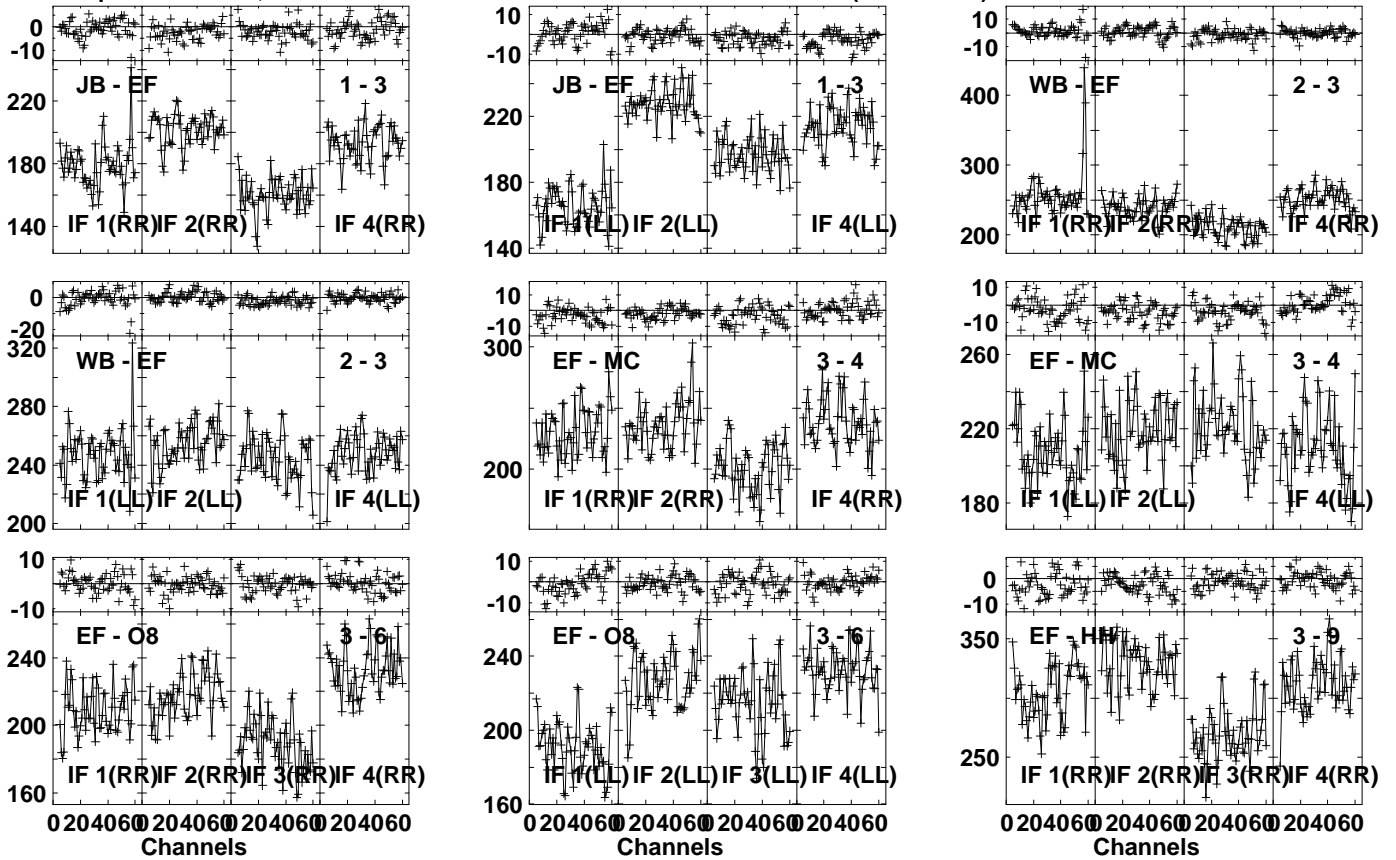 0
-10
JB - EF
1 - 3
220
180
140
IF 1(RR)
IF 2(RR)
IF 4(RR)
10
-10
JB - EF
1 - 3
220
180
140
IF 1(LL)
IF 2(LL)
IF 4(LL)
10
-10
WB - EF
2 - 3
400
300
200
IF 1(RR)
IF 2(RR)
IF 4(RR)
0
-20
WB - EF
2 - 3
320
280
240
200
IF 1(LL)
IF 2(LL)
IF 4(LL)
10
-10
EF - MC
3 - 4
300
200
IF 1(RR)
IF 2(RR)
IF 4(RR)
10
-10
EF - MC
3 - 4
260
220
180
IF 1(LL)
IF 2(LL)
IF 4(LL)
10
-10
EF - O8
3 - 6
240
200
160
IF 1(RR)
IF 2(RR)
IF 3(RR)
IF 4(RR)
0 20 40 60 0 20 40 60 0 20 40 60 0 20 40 60
Channels
10
-10
EF - O8
3 - 6
240
200
160
IF 1(LL)
IF 2(LL)
IF 3(LL)
IF 4(LL)
0 20 40 60 0 20 40 60 0 20 40 60 0 20 40 60
Channels
10
0
-10
EF - HH
3 - 9
350
250
IF 1(RR)
IF 2(RR)
IF 3(RR)
IF 4(RR)
0 20 40 60 0 20 40 60 0 20 40 60 0 20 40 60
Channels